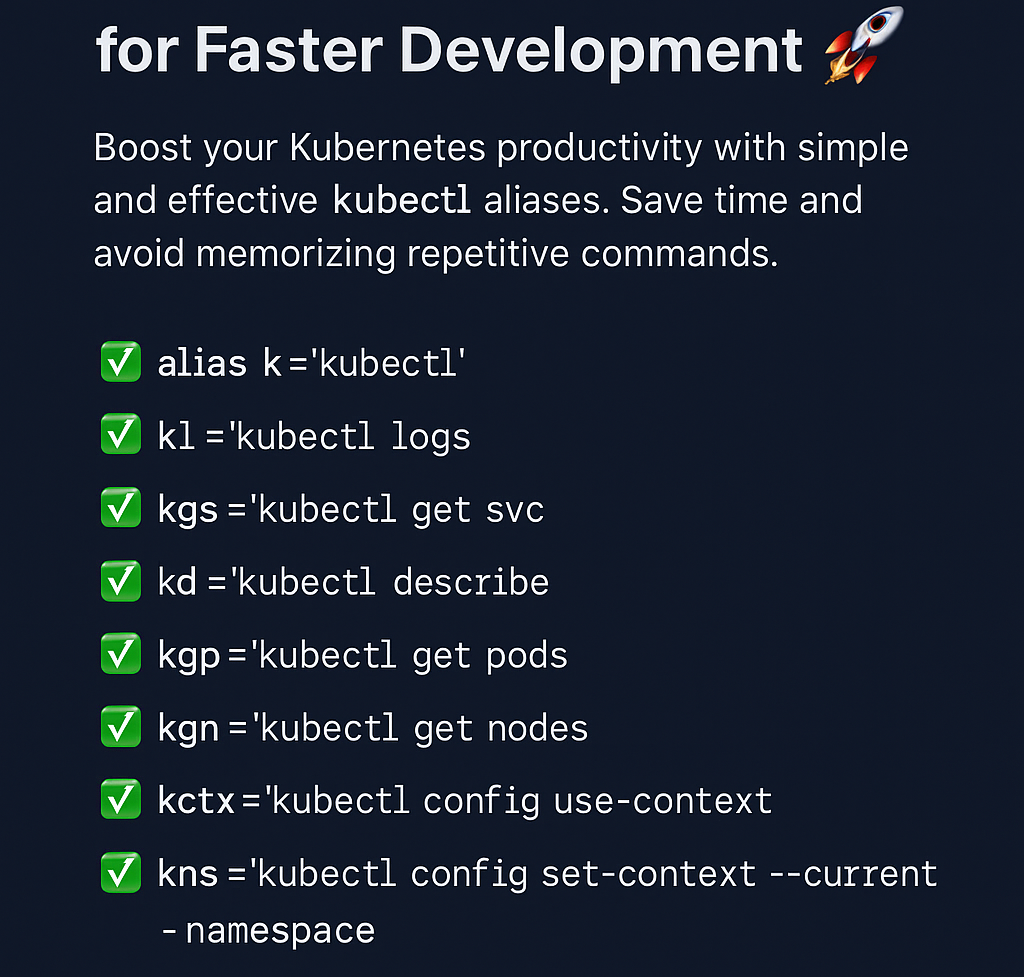 for Faster Development 🚀
Boost your Kubernetes productivity with simple
and effective kubectl aliases. Save time and
avoid memorizing repetitive commands.
✅ alias k='kubectl'
✅ kl ='kubectl logs
✅ kgs ='kubectl get svc
✅ kd ='kubectl describe
✅ kgp ='kubectl get pods
✅ kgn ='kubectl get nodes
✅ kctx ='kubectl config use-context
✅ kns ='kubectl config set-context --current
-namespace